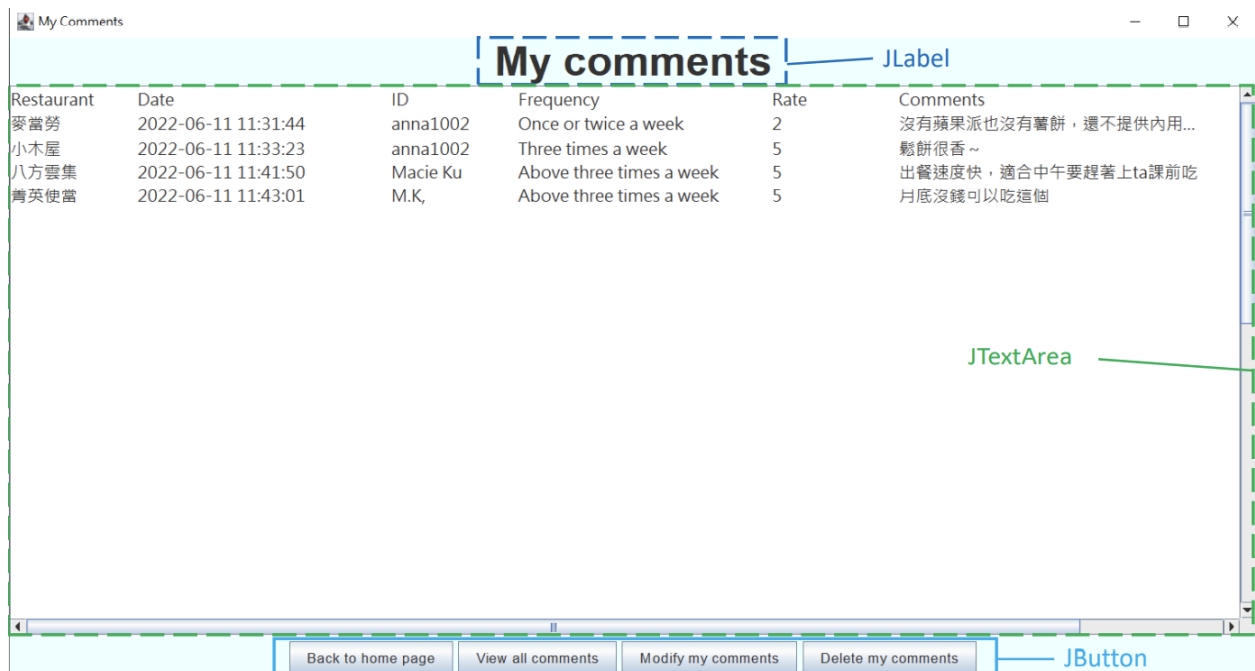 My Comments
My comments
JLabel
Restaurant Date ID Frequency Rate Comments
麥當勞 2022-06-11 11:31:44 anna1002 Once or twice a week 2 沒有蘋果派也沒有薯餅，還不提供內用...
小木屋 2022-06-11 11:33:23 anna1002 Three times a week 5 鬆餅很香～
八方雲集 2022-06-11 11:41:50 Macie Ku Above three times a week 5 出餐速度快，適合中午要趕著上ta課前吃
菁英便當 2022-06-11 11:43:01 M.K, Above three times a week 5 月底沒錢可以吃這個
JTextArea
Back to home page View all comments Modify my comments Delete my comments
JButton